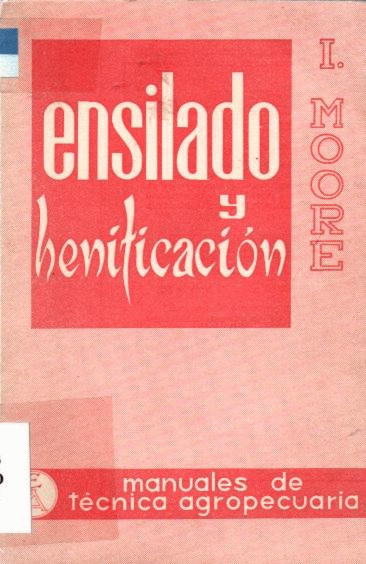 ensilado
y
henificación
I. MOORE
manuales de
técnica agropecuaria